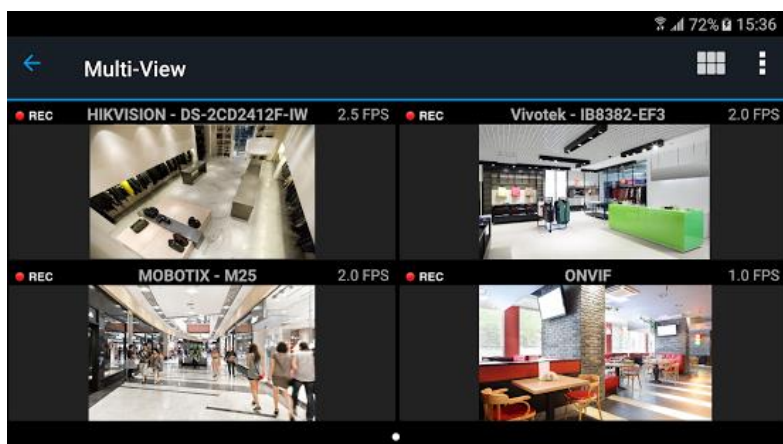 72% 15:36
Multi-View
REC HIKVISION - DS-2CD2412F-IW 2.5 FPS
REC Vivotek - IB8382-EF3 2.0 FPS
REC MOBOTIX - M25 2.0 FPS
REC ONVIF 1.0 FPS